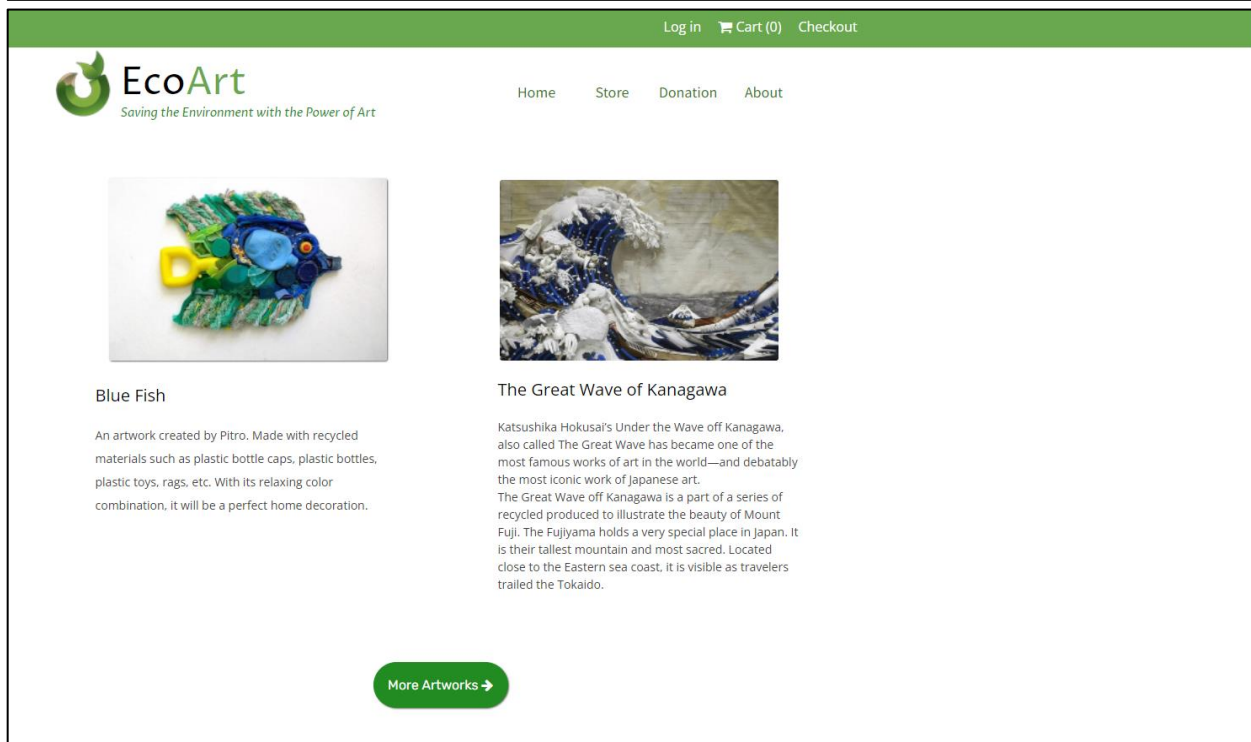 Log in Cart (0) Checkout
EcoArt
Saving the Environment with the Power of Art
Home Store Donation About
Blue Fish
An artwork created by Pitro. Made with recycled
materials such as plastic bottle caps, plastic bottles,
plastic toys, rags, etc. With its relaxing color
combination, it will be a perfect home decoration.
The Great Wave of Kanagawa
Katsushika Hokusai's Under the Wave off Kanagawa,
also called The Great Wave has became one of the
most famous works of art in the world—and debatably
the most iconic work of Japanese art.
The Great Wave off Kanagawa is a part of a series of
recycled produced to illustrate the beauty of Mount
Fuji. The Fujiyama holds a very special place in Japan. It
is their tallest mountain and most sacred. Located
close to the Eastern sea coast, it is visible as travelers
trailed the Tokaido.
More Artworks